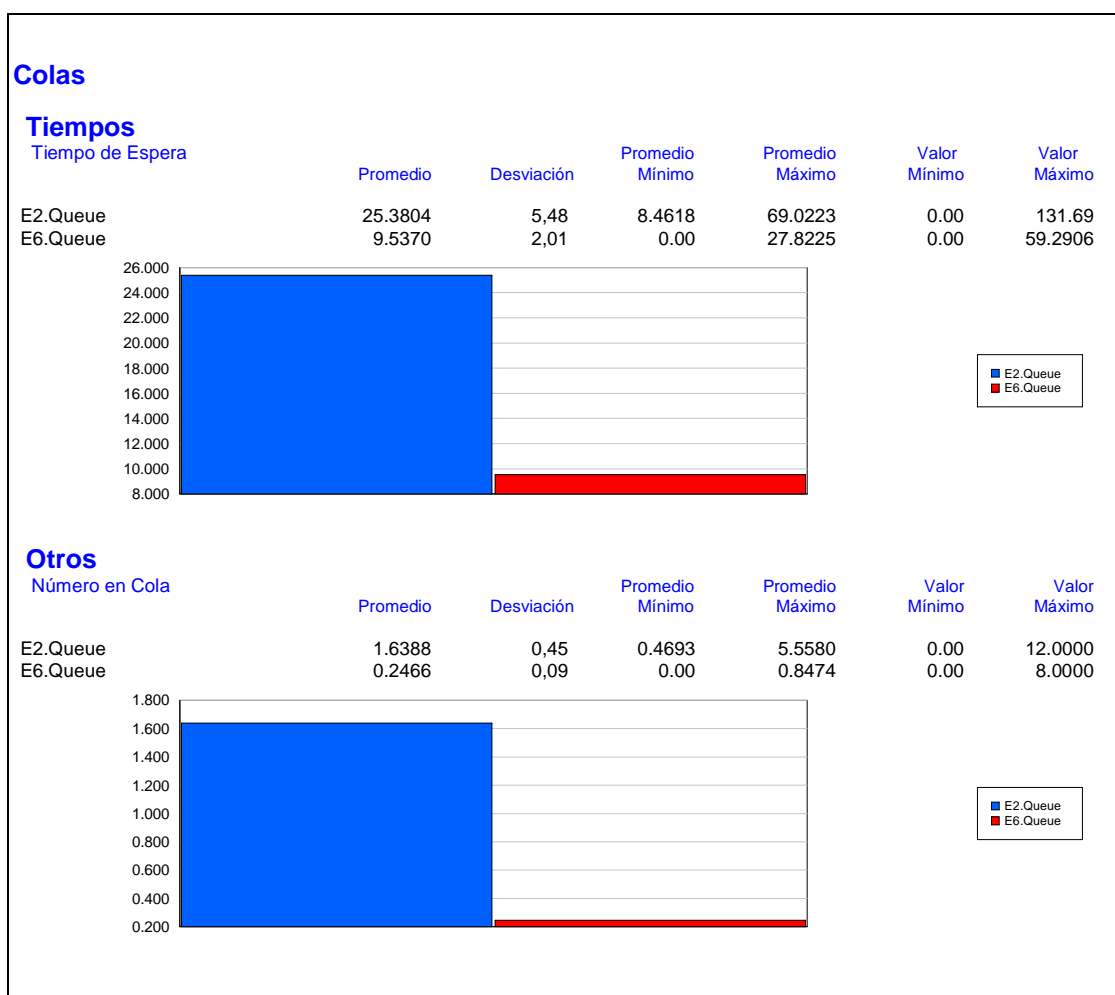 Colas
Tiempos
Tiempo de Espera
Promedio Desviación Promedio Mínimo Promedio Máximo Valor Mínimo Valor Máximo
E2.Queue 25.3804 5,48 8.4618 69.0223 0.00 131.69
E6.Queue 9.5370 2,01 0.00 27.8225 0.00 59.2906
26.000
24.000
22.000
20.000
18.000
16.000
14.000
12.000
10.000
8.000
E2.Queue
E6.Queue
Otros
Número en Cola
Promedio Desviación Promedio Mínimo Promedio Máximo Valor Mínimo Valor Máximo
E2.Queue 1.6388 0,45 0.4693 5.5580 0.00 12.0000
E6.Queue 0.2466 0,09 0.00 0.8474 0.00 8.0000
1.800
1.600
1.400
1.200
1.000
0.800
0.600
0.400
0.200
E2.Queue
E6.Queue